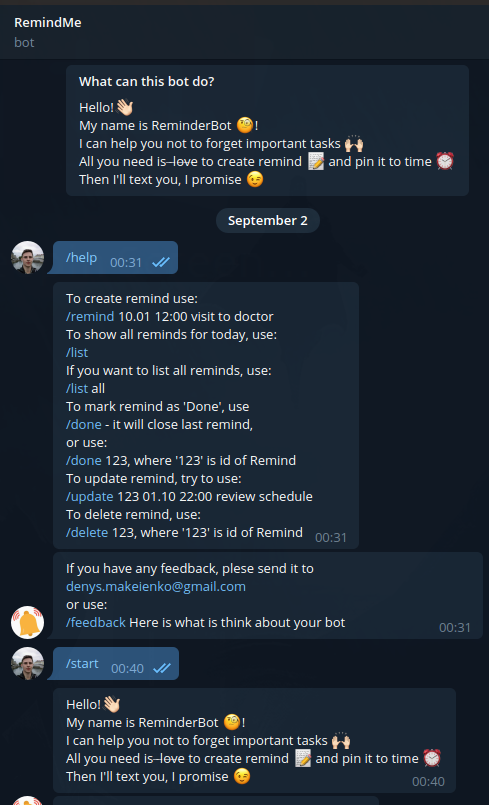 RemindMe
bot
What can this bot do?
Hello! 👋🏻
My name is ReminderBot 🧐!
I can help you not to forget important tasks 🙌🏻
All you need is ̶l̶o̶v̶e̶ to create remind 📝 and pin it to time ⏰
Then I'll text you, I promise 😉
September 2
/help 00:31
To create remind use:
/remind 10.01 12:00 visit to doctor
To show all reminds for today, use:
/list
If you want to list all reminds, use:
/list all
To mark remind as 'Done', use
/done - it will close last remind,
or use:
/done 123, where '123' is id of Remind
To update remind, try to use:
/update 123 01.10 22:00 review schedule
To delete remind, use:
/delete 123, where '123' is id of Remind 00:31
If you have any feedback, plese send it to
denys.makeienko@gmail.com
or use:
/feedback Here is what is think about your bot 00:31
/start 00:40
Hello! 👋🏻
My name is ReminderBot 🧐!
I can help you not to forget important tasks 🙌🏻
All you need is ̶l̶o̶v̶e̶ to create remind 📝 and pin it to time ⏰
Then I'll text you, I promise 😉 00:40